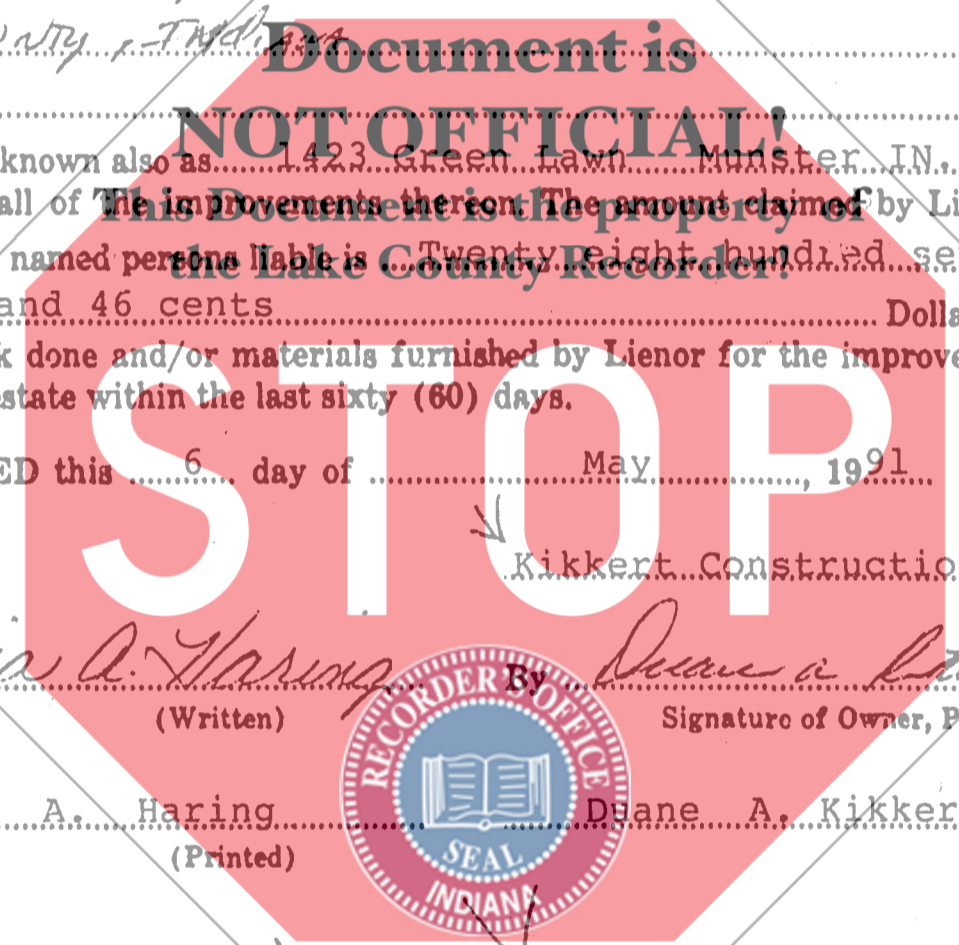 Document is
NOT OFFICIAL!
known also as 1423 Green Lawn Munster IN.
This Document is the property of
all of The improvements thereon. The amount claimed by Li
the Lake County Recorder!
named persons liable is Twenty eight hundred se
and 46 cents Dolla
k done and/or materials furnished by Lienor for the improve
estate within the last sixty (60) days.
ED this 6 day of May, 1991
STOP
Kikkert Constructio
A. Haring By Duane A
(Written) Signature of Owner, P
A. Haring Duane A. Kikker
(Printed)
RECORDER'S OFFICE
SEAL
INDIANA